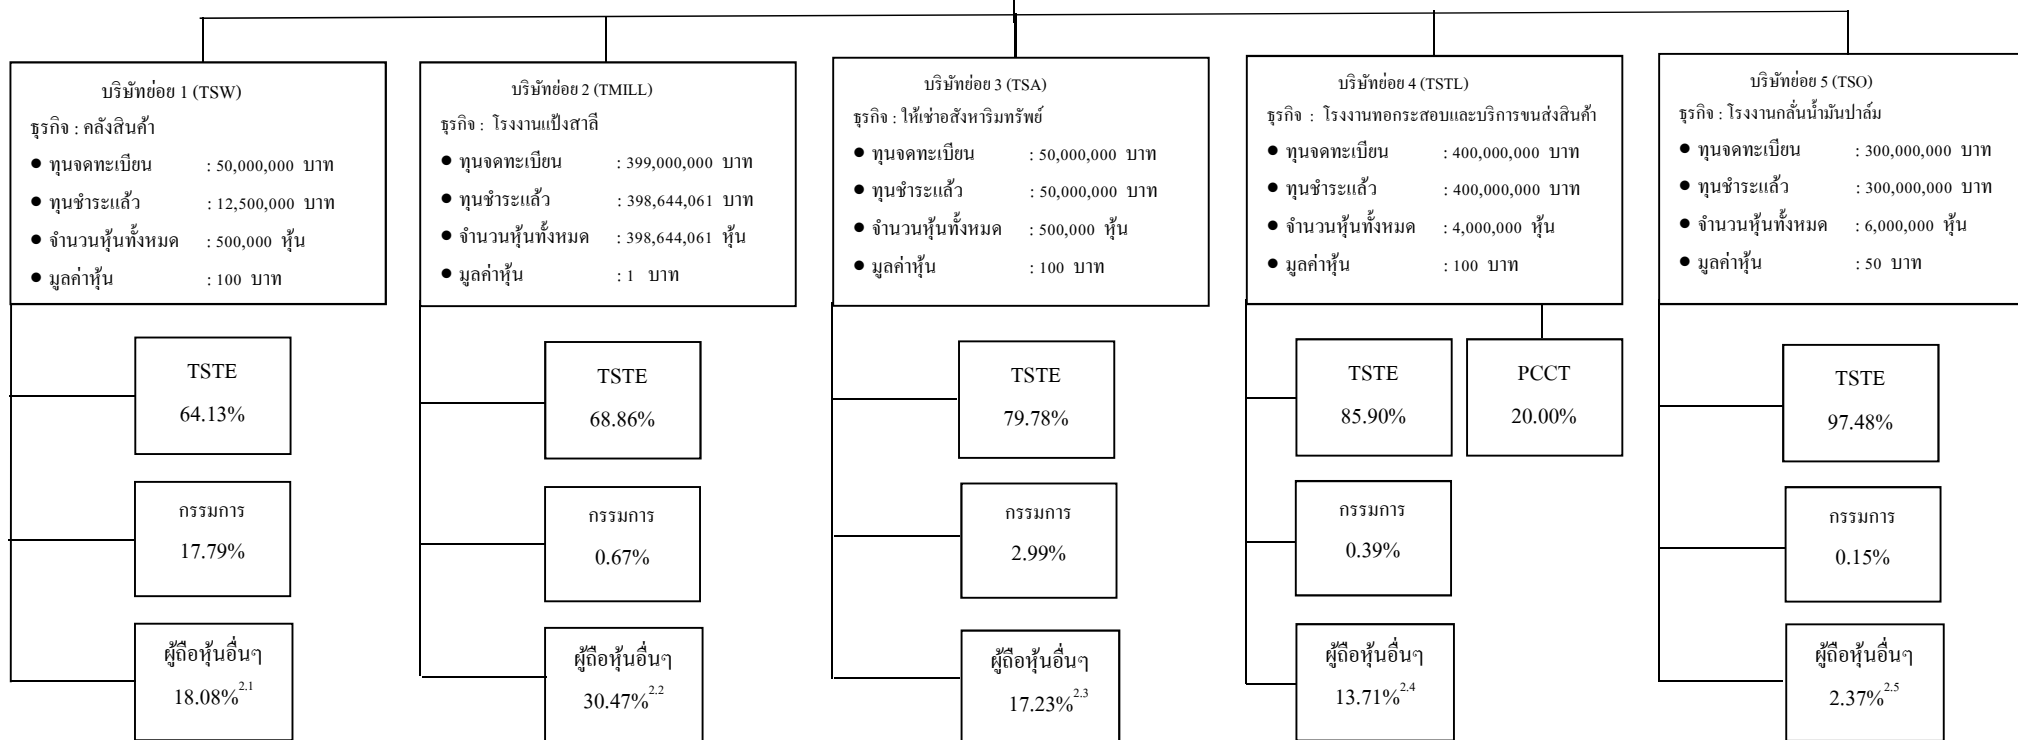 บริษัทย่อย 1 (TSW)
ธุรกิจ : คลังสินค้า
● ทุนจดทะเบียน : 50,000,000 บาท
● ทุนชำระแล้ว : 12,500,000 บาท
● จำนวนหุ้นทั้งหมด : 500,000 หุ้น
● มูลค่าหุ้น : 100 บาท
TSTE
64.13%
กรรมการ
17.79%
ผู้ถือหุ้นอื่นๆ
18.08%2.1
บริษัทย่อย 2 (TMILL)
ธุรกิจ : โรงงานแป้งสาลี
● ทุนจดทะเบียน : 399,000,000 บาท
● ทุนชำระแล้ว : 398,644,061 บาท
● จำนวนหุ้นทั้งหมด : 398,644,061 หุ้น
● มูลค่าหุ้น : 1 บาท
TSTE
68.86%
กรรมการ
0.67%
ผู้ถือหุ้นอื่นๆ
30.47%2.2
บริษัทย่อย 3 (TSA)
ธุรกิจ : ให้เช่าอสังหาริมทรัพย์
● ทุนจดทะเบียน : 50,000,000 บาท
● ทุนชำระแล้ว : 50,000,000 บาท
● จำนวนหุ้นทั้งหมด : 500,000 หุ้น
● มูลค่าหุ้น : 100 บาท
TSTE
79.78%
กรรมการ
2.99%
ผู้ถือหุ้นอื่นๆ
17.23%2.3
บริษัทย่อย 4 (TSTL)
ธุรกิจ : โรงงานทอกระสอบและบริการขนส่งสินค้า
● ทุนจดทะเบียน : 400,000,000 บาท
● ทุนชำระแล้ว : 400,000,000 บาท
● จำนวนหุ้นทั้งหมด : 4,000,000 หุ้น
● มูลค่าหุ้น : 100 บาท
TSTE
85.90%
PCCT
20.00%
กรรมการ
0.39%
ผู้ถือหุ้นอื่นๆ
13.71%2.4
บริษัทย่อย 5 (TSO)
ธุรกิจ : โรงงานกลั่นน้ำมันปาล์ม
● ทุนจดทะเบียน : 300,000,000 บาท
● ทุนชำระแล้ว : 300,000,000 บาท
● จำนวนหุ้นทั้งหมด : 6,000,000 หุ้น
● มูลค่าหุ้น : 50 บาท
TSTE
97.48%
กรรมการ
0.15%
ผู้ถือหุ้นอื่นๆ
2.37%2.5